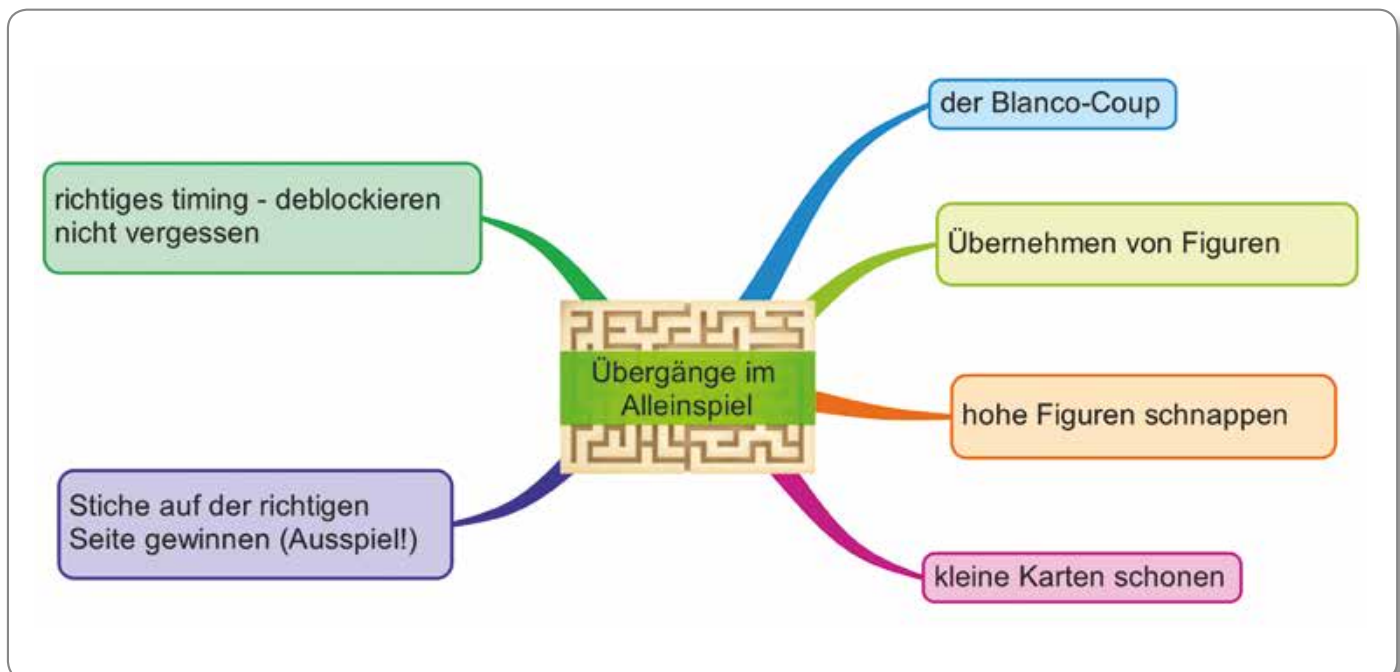 der Blanco-Coup
richtiges timing - deblockieren
nicht vergessen
Übernehmen von Figuren
Übergänge im
Alleinspiel
hohe Figuren schnappen
Stiche auf der richtigen
Seite gewinnen (Ausspiel!)
kleine Karten schonen